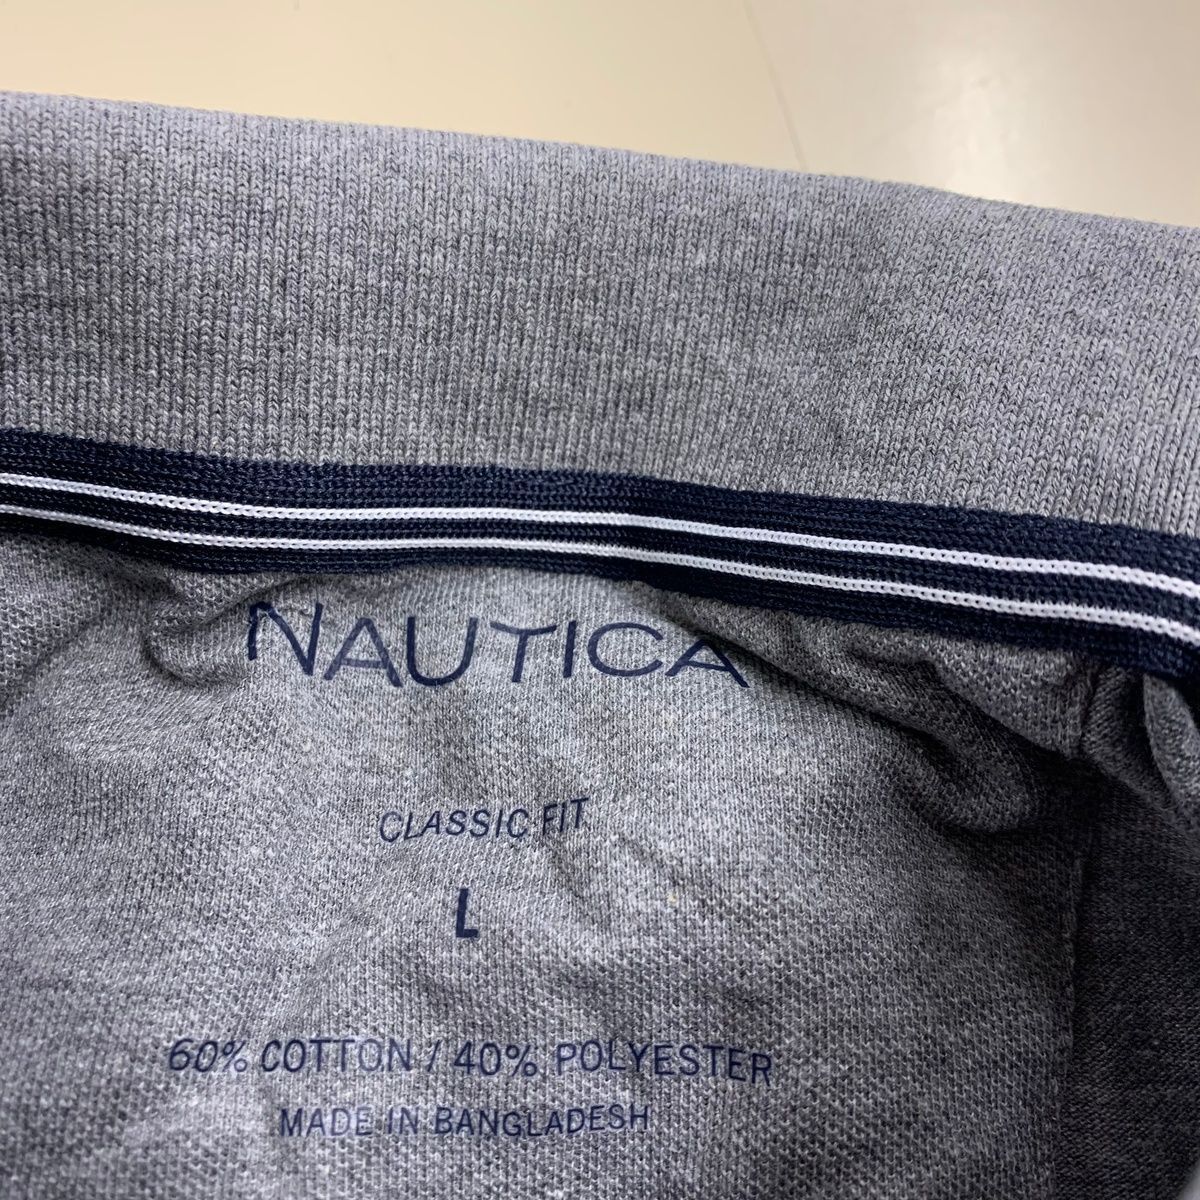 NAUTICA
CLASSIC FIT
L
60% COTTON / 40% POLYESTER
MADE IN BANGLADESH